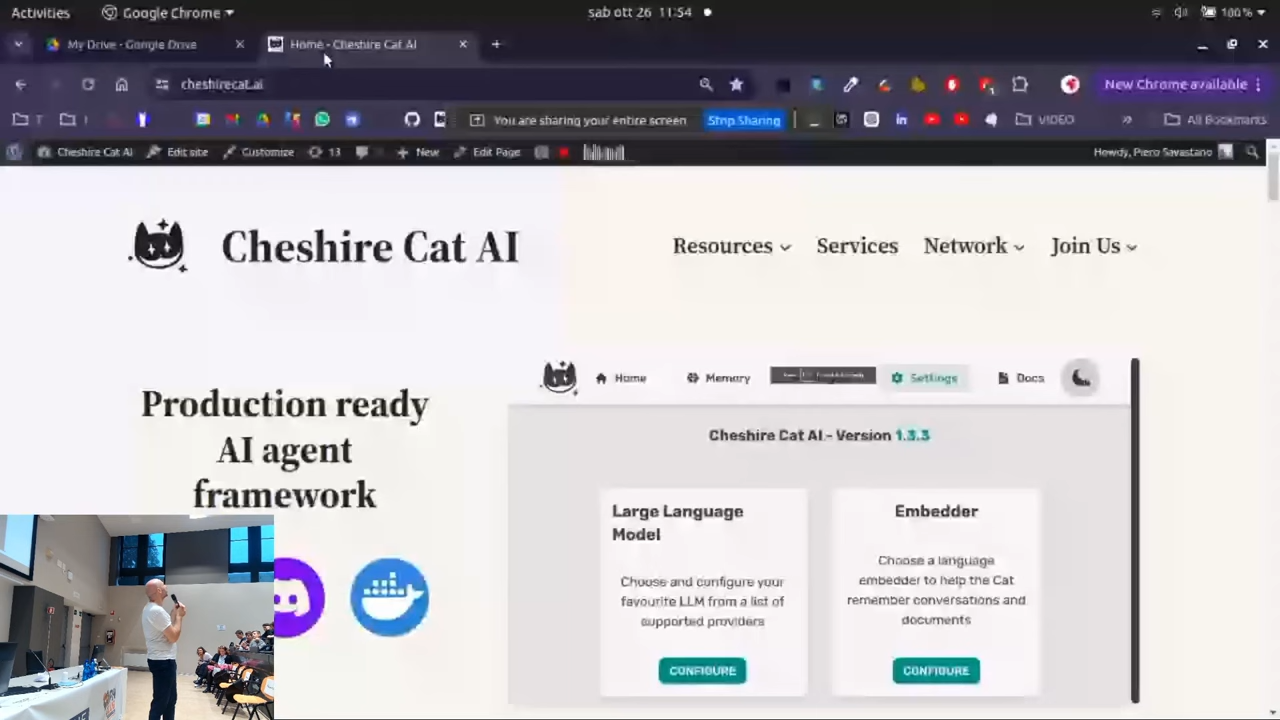 Activities
Google Chrome
sab ott 26 11:54
100%
My Drive - Google Drive
Home - Cheshire Cat AI
cheshirecat.ai
New Chrome available
You are sharing your entire screen
Stop Sharing
VIDEO
All Bookmarks
Cheshire Cat AI
Edit site
Customize
13
New
Edit Page
Howdy, Piero Savastano
Cheshire Cat AI
Resources
Services
Network
Join Us
Home
Memory
Settings
Docs
Production ready
AI agent
framework
Cheshire Cat AI - Version 1.3.3
Large Language
Model
Choose and configure your
favourite LLM from a list of
supported providers
CONFIGURE
Embedder
Choose a language
embedder to help the Cat
remember conversations and
documents
CONFIGURE